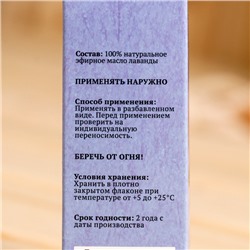 Состав: 100% натуральное
эфирное масло лаванды
ПРИМЕНЯТЬ НАРУЖНО
Способ применения:
Применять в разбавленном
виде. Перед применением
проверить на
индивидуальную
переносимость.
БЕРЕЧЬ ОТ ОГНЯ!
Условия хранения:
Хранить в плотно
закрытом флаконе при
температуре от +5 до +25°С
Срок годности: 2 года с
даты производства